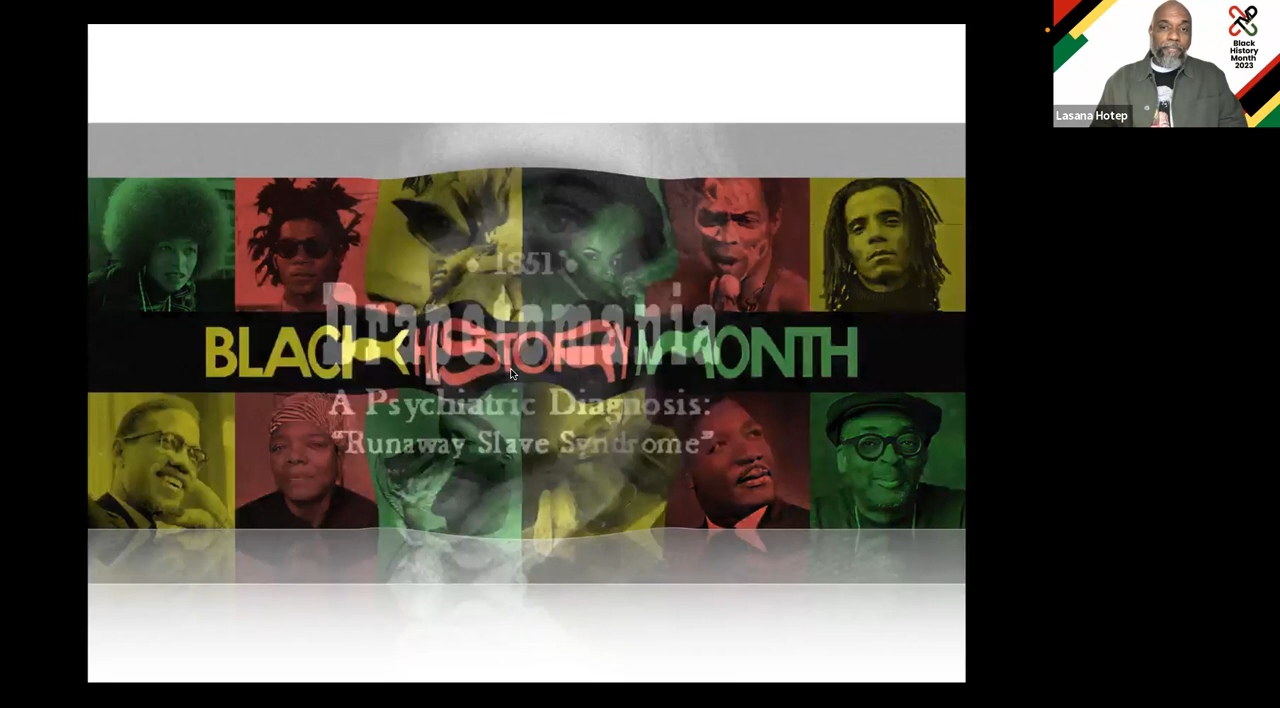 • 1851 •
Drapetomania
BLACK HISTORY MONTH
A Psychiatric Diagnosis:
“Runaway Slave Syndrome”
Black
History
Month
2023
Lasana Hotep